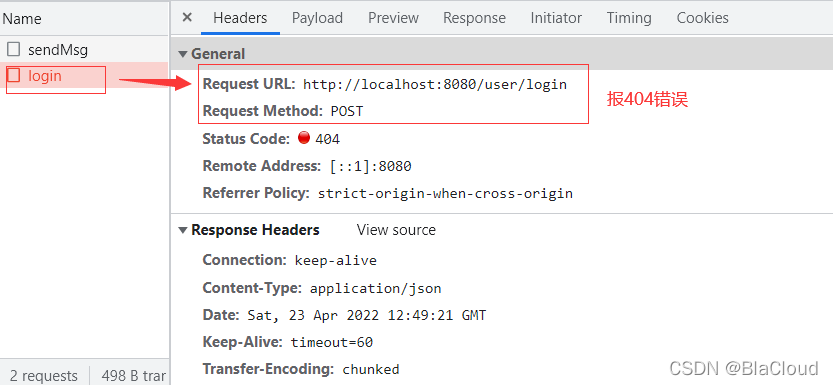 Name
sendMsg
login
2 requests
498 B tran
× Headers Payload Preview Response Initiator Timing Cookies
General
Request URL: http://localhost:8080/user/login
Request Method: POST
报404错误
Status Code: 404
Remote Address: [::1]:8080
Referrer Policy: strict-origin-when-cross-origin
Response Headers View source
Connection: keep-alive
Content-Type: application/json
Date: Sat, 23 Apr 2022 12:49:21 GMT
Keep-Alive: timeout=60
Transfer-Encoding: chunked
CSDN @BlaCloud